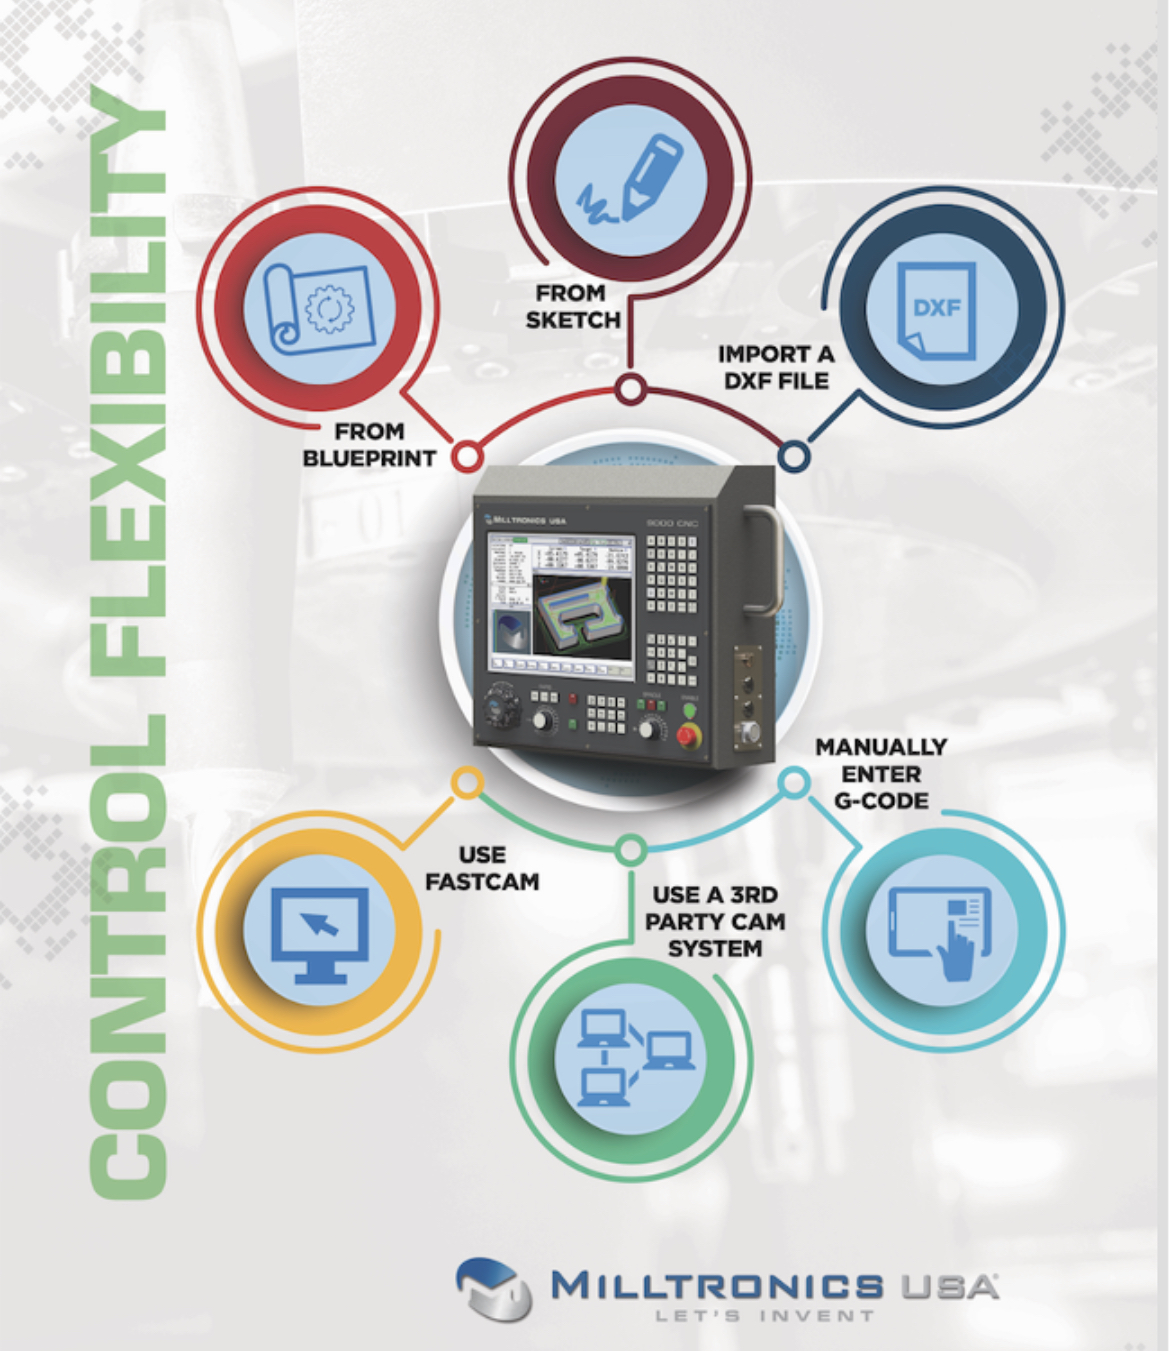 CONTROL FLEXIBILITY
FROM
SKETCH
DXF
IMPORT A
DXF FILE
FROM
BLUEPRINT
MILLTRONICS USA
9000 CNC
MANUALLY
ENTER
G-CODE
USE
FASTCAM
USE A 3RD
PARTY CAM
SYSTEM
MILLTRONICS USA
LET'S INVENT